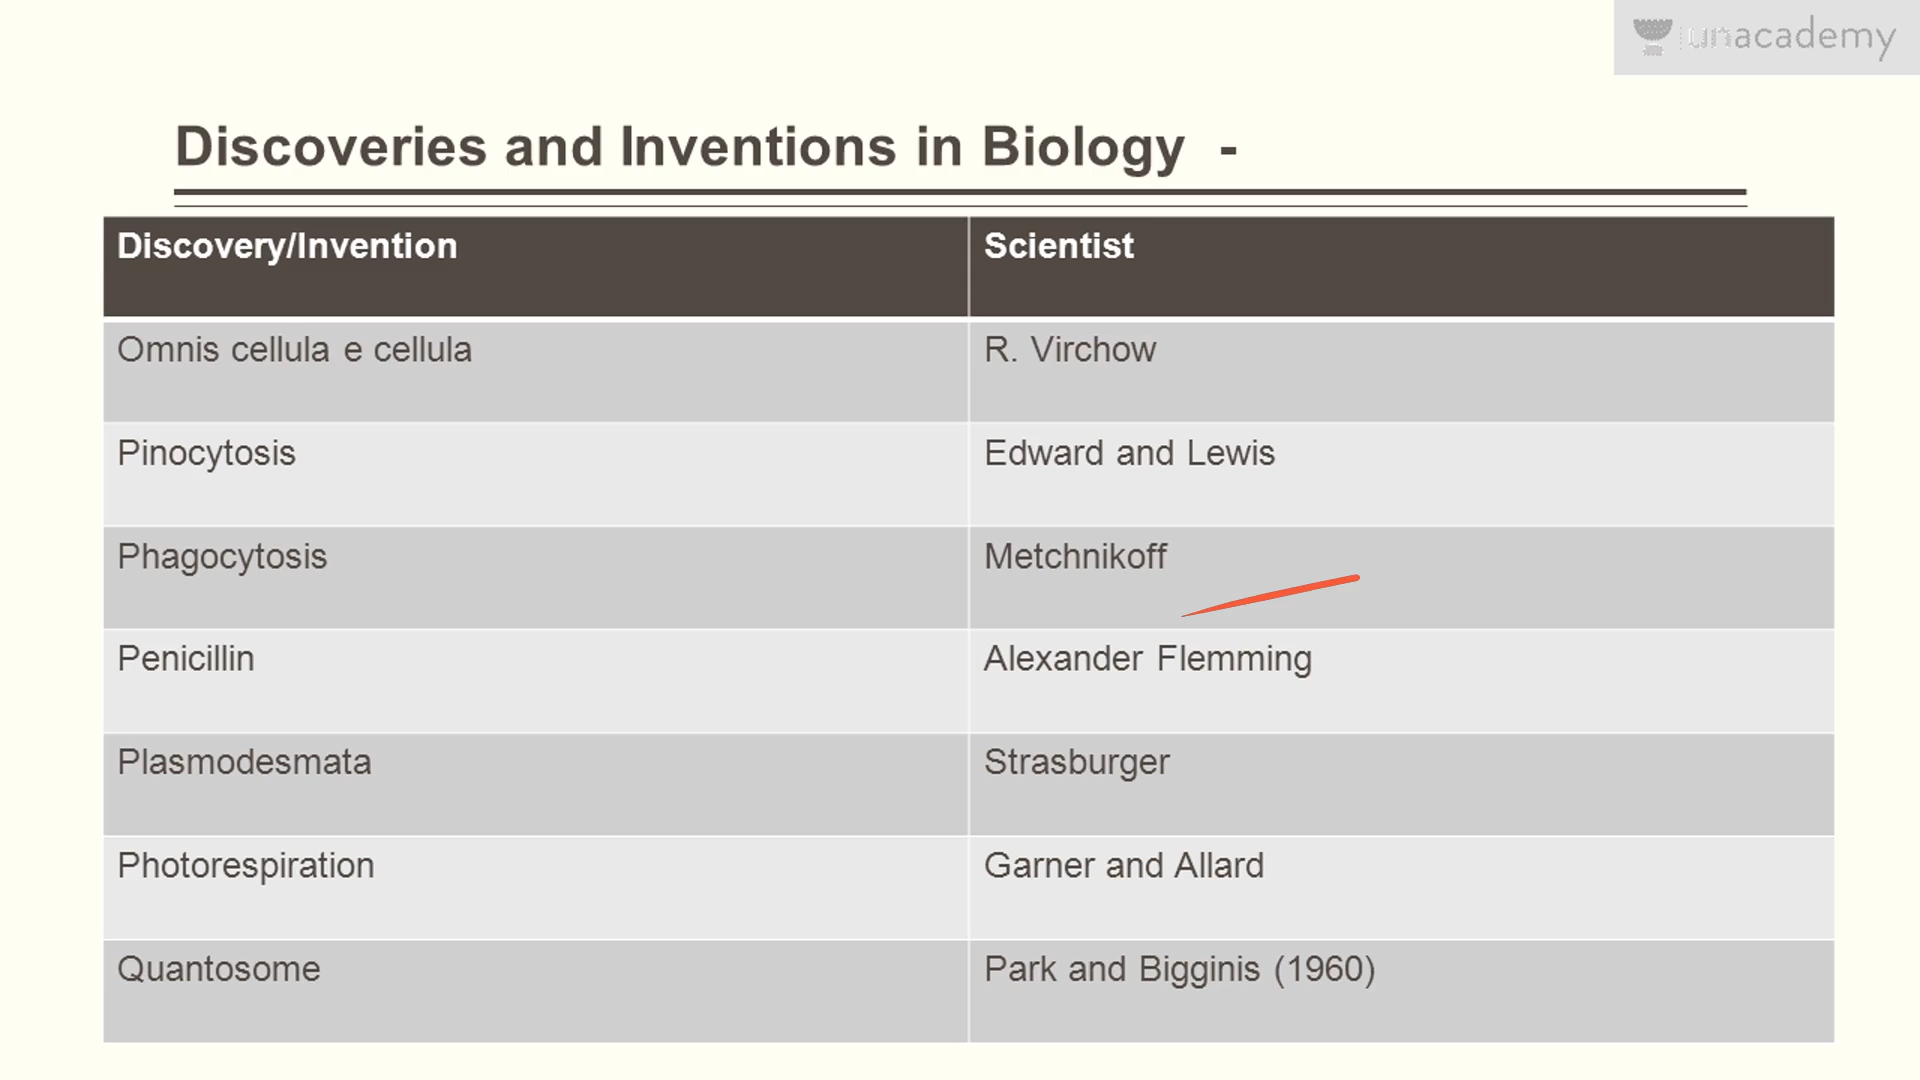 unacademy
Discoveries and Inventions in Biology -
Discovery/Invention Scientist
Omnis cellula e cellula R. Virchow
Pinocytosis Edward and Lewis
Phagocytosis Metchnikoff
Penicillin Alexander Flemming
Plasmodesmata Strasburger
Photorespiration Garner and Allard
Quantosome Park and Bigginis (1960)